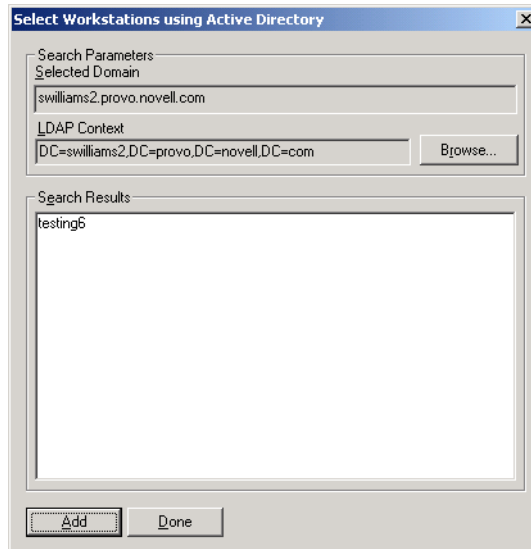 Select Workstations using Active Directory
Search Parameters
Selected Domain
swilliams2.provo.novell.com
LDAP Context
DC=swilliams2,DC=provo,DC=novell,DC=com
Browse...
Search Results
testing6
Add
Done